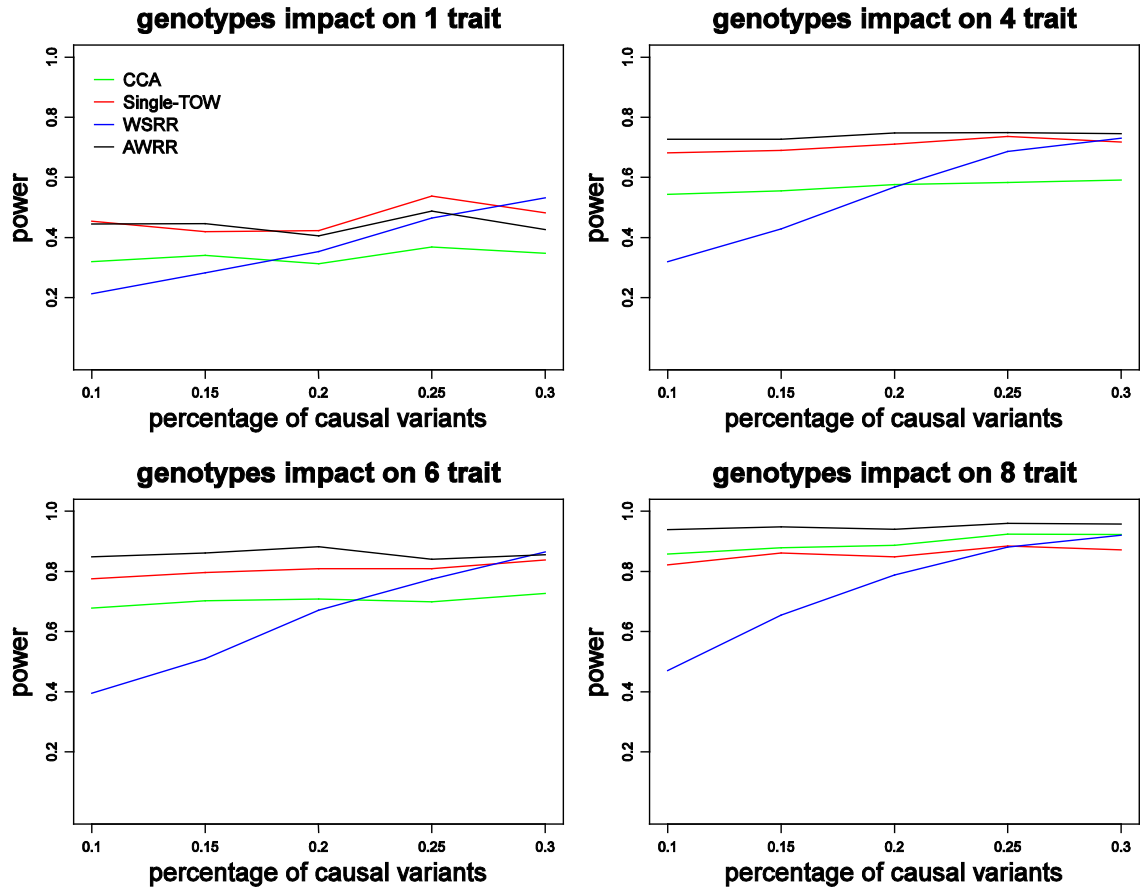 genotypes impact on 1 trait
power
1.0
0.8
0.6
0.4
0.2
CCA
Single-TOW
WSRR
AWRR
0.1 0.15 0.2 0.25 0.3
percentage of causal variants
genotypes impact on 4 trait
power
1.0
0.8
0.6
0.4
0.2
0.1 0.15 0.2 0.25 0.3
percentage of causal variants
genotypes impact on 6 trait
power
1.0
0.8
0.6
0.4
0.2
0.1 0.15 0.2 0.25 0.3
percentage of causal variants
genotypes impact on 8 trait
power
1.0
0.8
0.6
0.4
0.2
0.1 0.15 0.2 0.25 0.3
percentage of causal variants